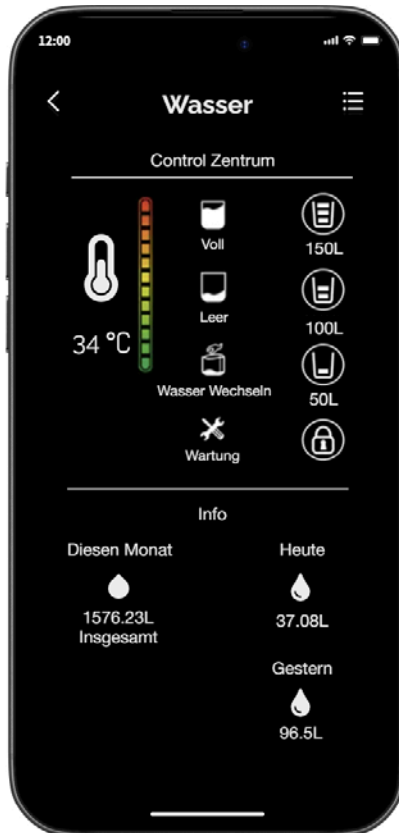 12:00
Wasser
Control Zentrum
34 °C
Voll
150L
Leer
100L
Wasser Wechseln
50L
Wartung
Info
Diesen Monat
1576.23L
Insgesamt
Heute
37.08L
Gestern
96.5L